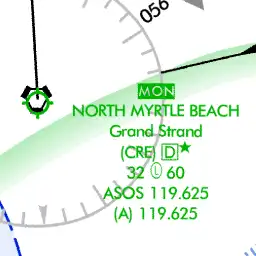 056
MON
NORTH MYRTLE BEACH
Grand Strand
(CRE) D★
32 L 60
ASOS 119.625
(A) 119.625